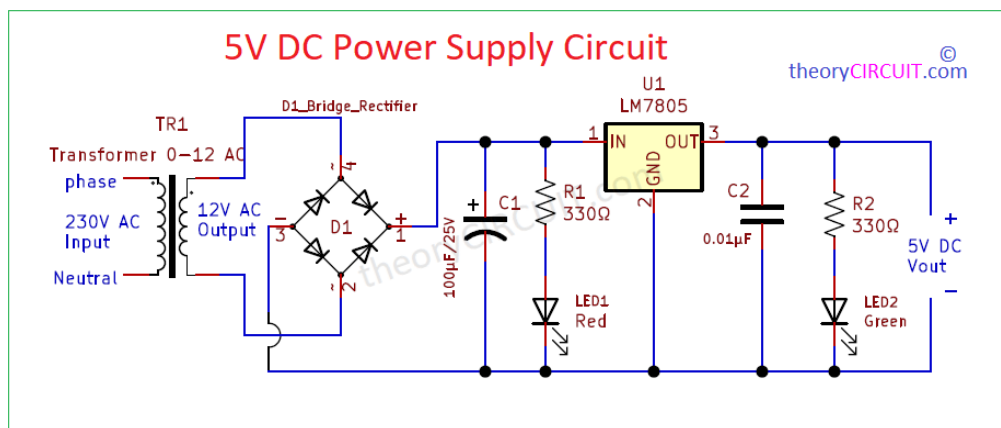 5V DC Power Supply Circuit
©
theoryCIRCUIT.com
U1
LM7805
D1_Bridge_Rectifier
TR1
Transformer 0-12 AC
phase
230V AC
Input
Neutral
12V AC
Output
~
4
-
3
D1
+
1
~
2
+
C1
100µF/25V
R1
330Ω
LED1
Red
1
IN
OUT
3
GND
2
C2
0.01µF
R2
330Ω
LED2
Green
+
5V DC
Vout
-
theoryCIRCUIT.com